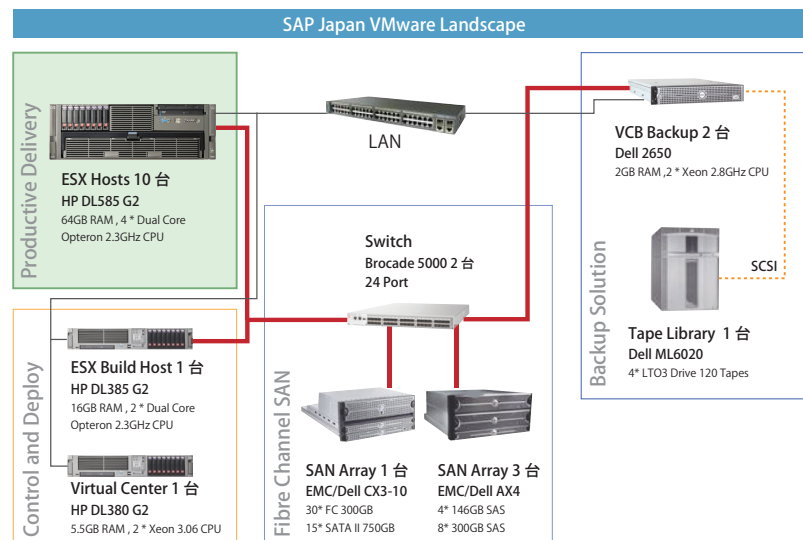 SAP Japan VMware Landscape
Productive Delivery
ESX Hosts 10 台
HP DL585 G2
64GB RAM , 4 * Dual Core
Opteron 2.3GHz CPU
LAN
VCB Backup 2 台
Dell 2650
2GB RAM ,2 * Xeon 2.8GHz CPU
SCSI
Backup Solution
Tape Library 1 台
Dell ML6020
4* LTO3 Drive 120 Tapes
Control and Deploy
ESX Build Host 1 台
HP DL385 G2
16GB RAM , 2 * Dual Core
Opteron 2.3GHz CPU
Virtual Center 1 台
HP DL380 G2
5.5GB RAM , 2 * Xeon 3.06 CPU
Fibre Channel SAN
Switch
Brocade 5000 2 台
24 Port
SAN Array 1 台
EMC/Dell CX3-10
30* FC 300GB
15* SATA II 750GB
SAN Array 3 台
EMC/Dell AX4
4* 146GB SAS
8* 300GB SAS